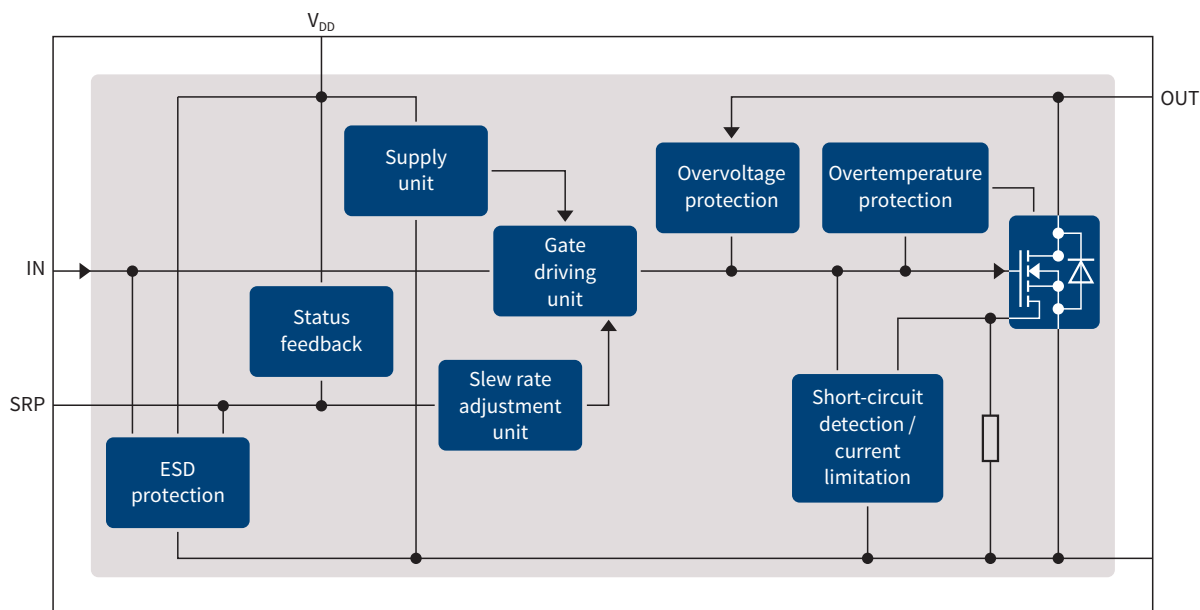 V_DD
OUT
Supply
unit
Overvoltage
protection
Overtemperature
protection
IN
Gate
driving
unit
Status
feedback
SRP
Slew rate
adjustment
unit
Short-circuit
detection /
current
limitation
ESD
protection